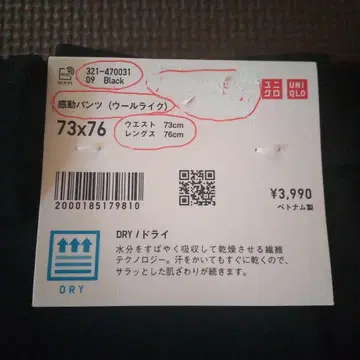 321-470031
09 Black
感動パンツ (ウールライク)
ユニ
クロ
UNI
QLO
73x76
ウエスト 73cm
レングス 76cm
2000185179810
¥3,990
ベトナム製
DRY/ドライ
水分をすばやく吸収して乾燥させる繊維
テクノロジー。汗をかいてもすぐに乾くので、
サラッとした肌ざわりが続きます。
DRY